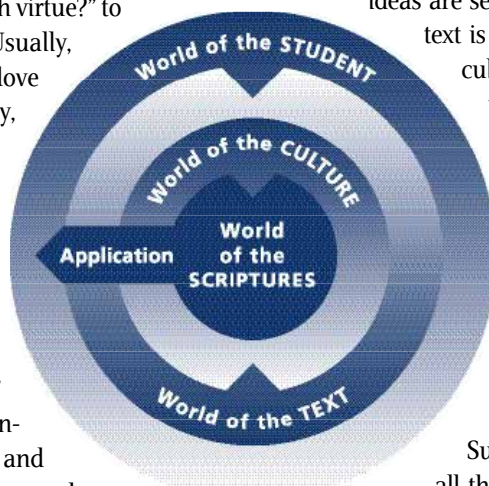 h virtue?” to
Usually,
love
y,
n-
and
ideas are se
text is
cul
Su
all th
World of the STUDENT
World of the CULTURE
World
of the
SCRIPTURES
Application
World of the TEXT